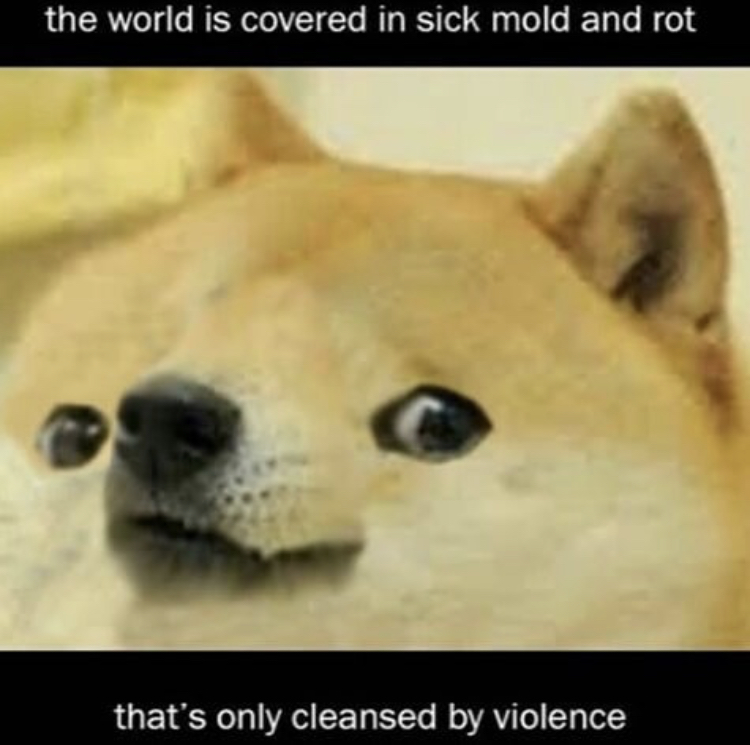 the world is covered in sick mold and rot
that's only cleansed by violence